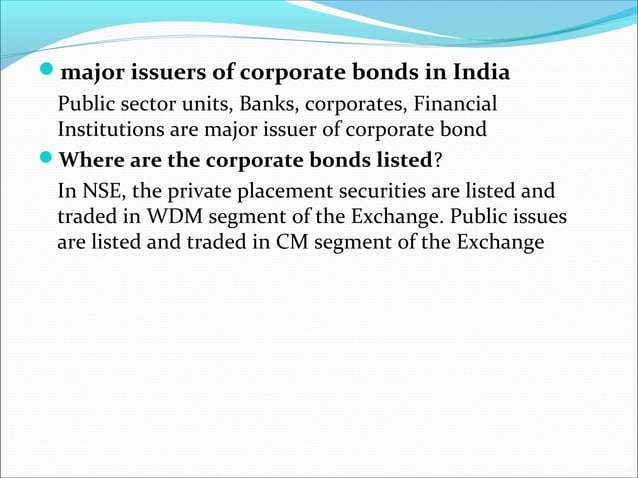 major issuers of corporate bonds in India
Public sector units, Banks, corporates, Financial
Institutions are major issuer of corporate bond
Where are the corporate bonds listed?
In NSE, the private placement securities are listed and
traded in WDM segment of the Exchange. Public issues
are listed and traded in CM segment of the Exchange